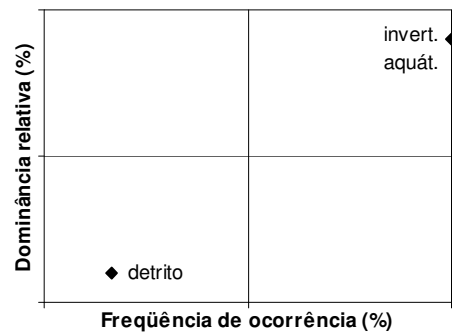 invert.
aquát.
Dominância relativa (%)
detrito
Freqüência de ocorrência (%)